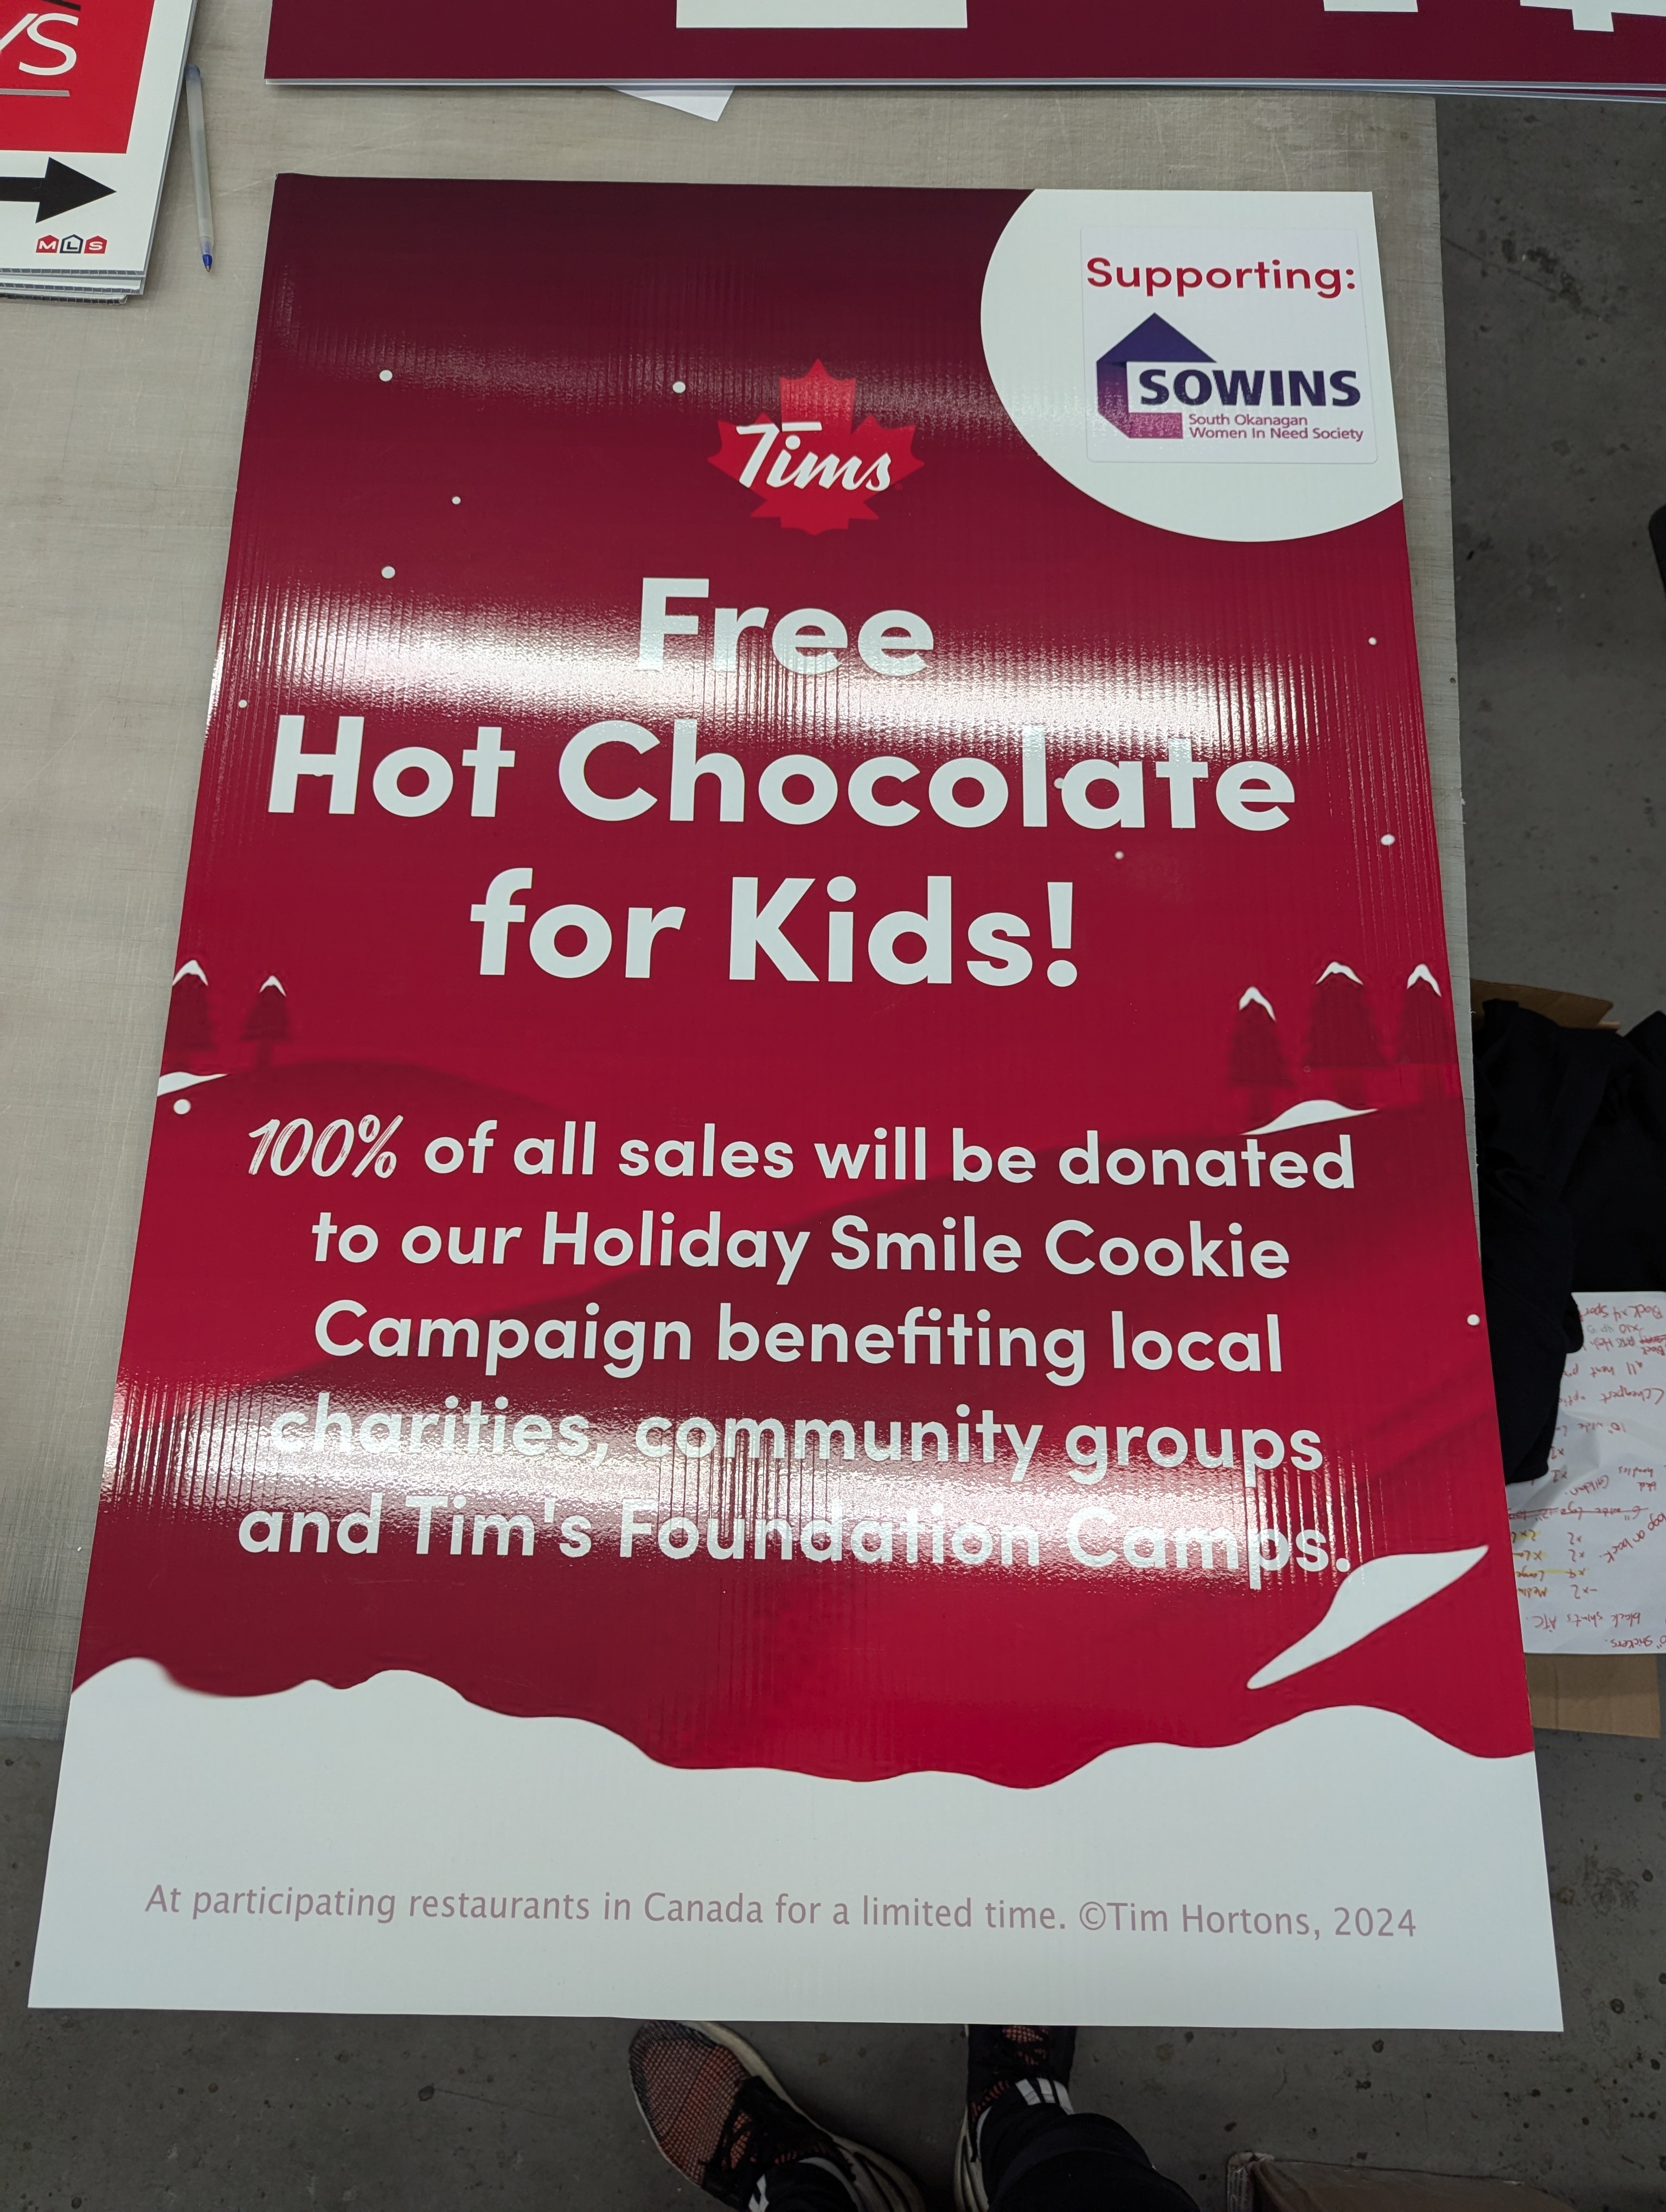 YS
MLS
Supporting:
SOWINS
South Okanagan
Women In Need Society
Tims
Free
Hot Chocolate
for Kids!
100% of all sales will be donated
to our Holiday Smile Cookie
Campaign benefiting local
charities, community groups
and Tim's Foundation Camps.
At participating restaurants in Canada for a limited time. ©Tim Hortons, 2024